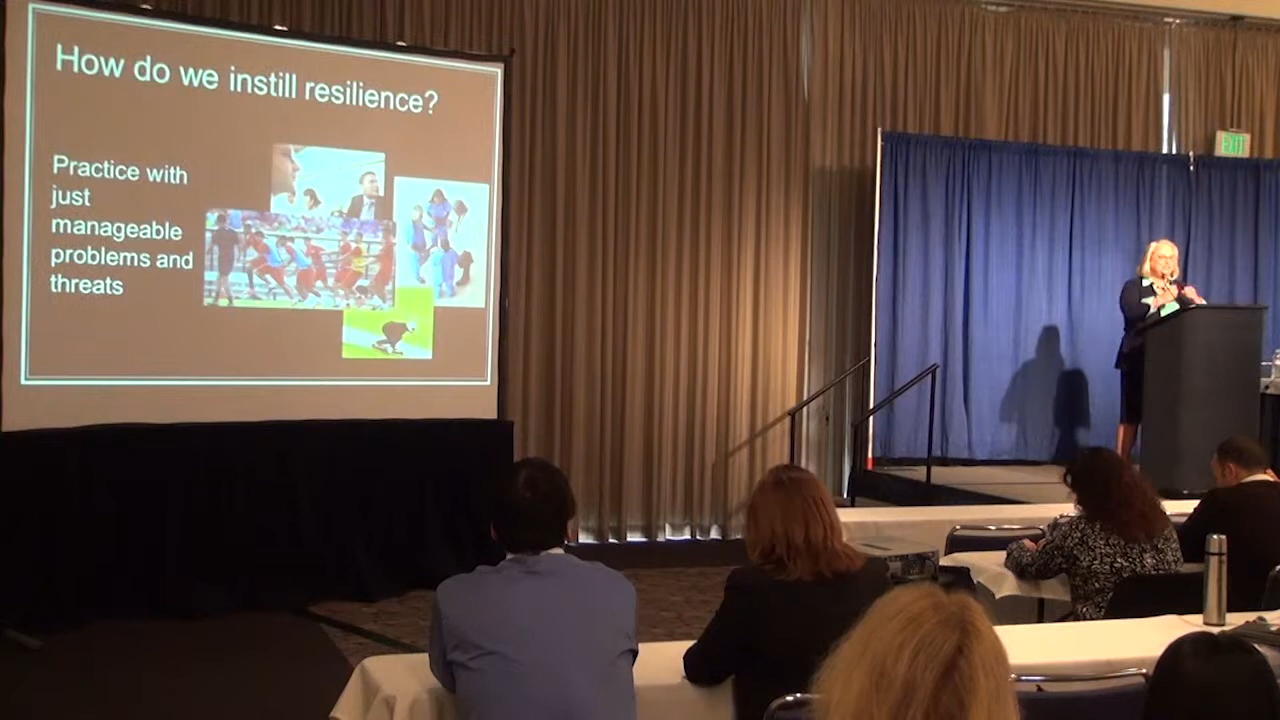 How do we instill resilience?
Practice with
just
manageable
problems and
threats
EXIT